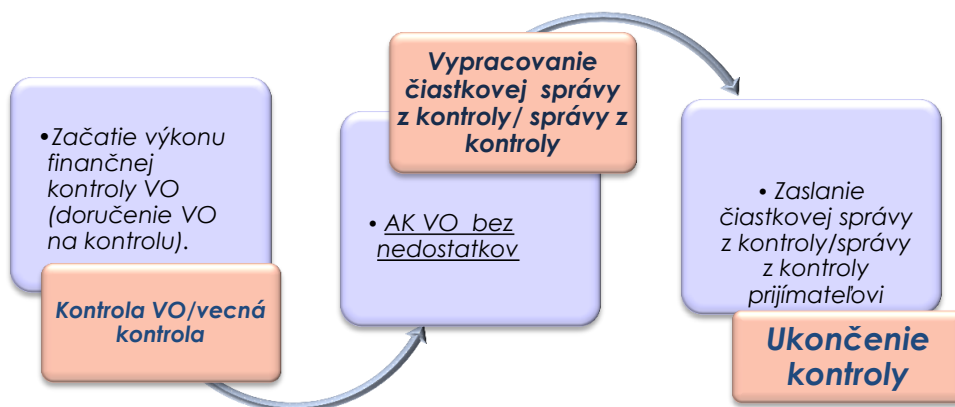 •Začatie výkonu
finančnej
kontroly VO
(doručenie VO
na kontrolu).
Kontrola VO/vecná
kontrola
Vypracovanie
čiastkovej správy
z kontroly/ správy z
kontroly
• AK VO bez
nedostatkov
• Zaslanie
čiastkovej správy
z kontroly/správy
z kontroly
prijímateľovi
Ukončenie
kontroly